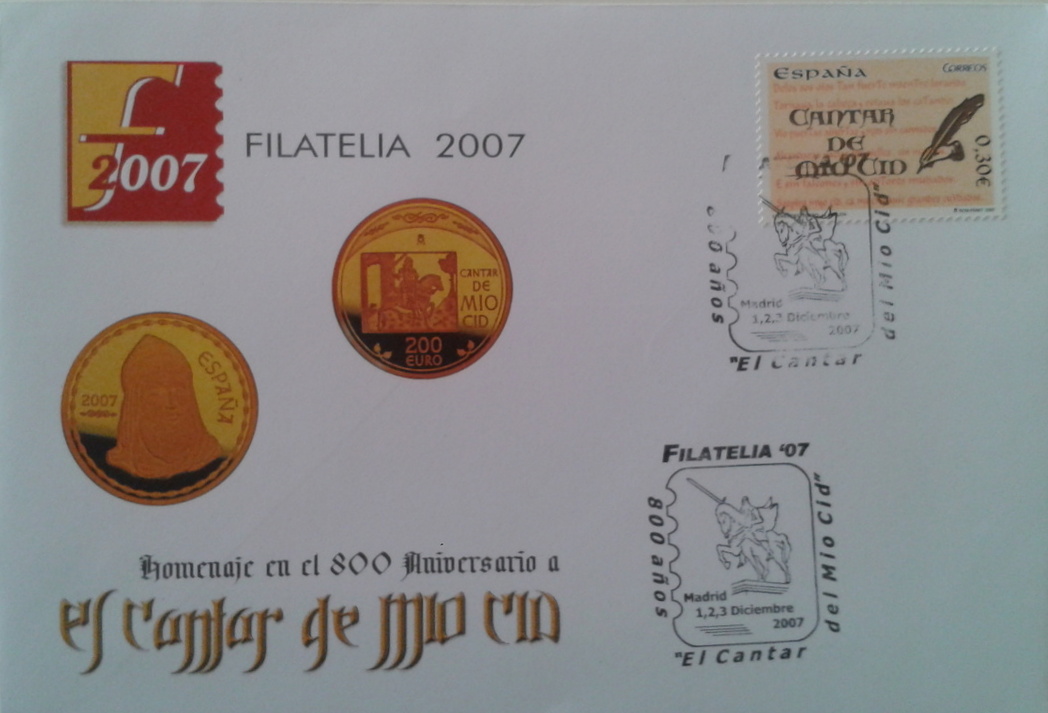 2007
FILATELIA 2007
ESPAÑA
CORREOS
CANTAR
DE
MIO CID
0,30€
CANTAR
DE
MIO
CID
200
EURO
2007
ESPAÑA
'07
años
Madrid
1,2,3 Diciembre
2007
"El Cantar
del Mio Cid"
FILATELIA '07
800 años
Madrid
1,2,3 Diciembre
2007
"El Cantar
del Mio Cid"
Homenaje en el 800 Aniversario a
el Cantar de MIO CID